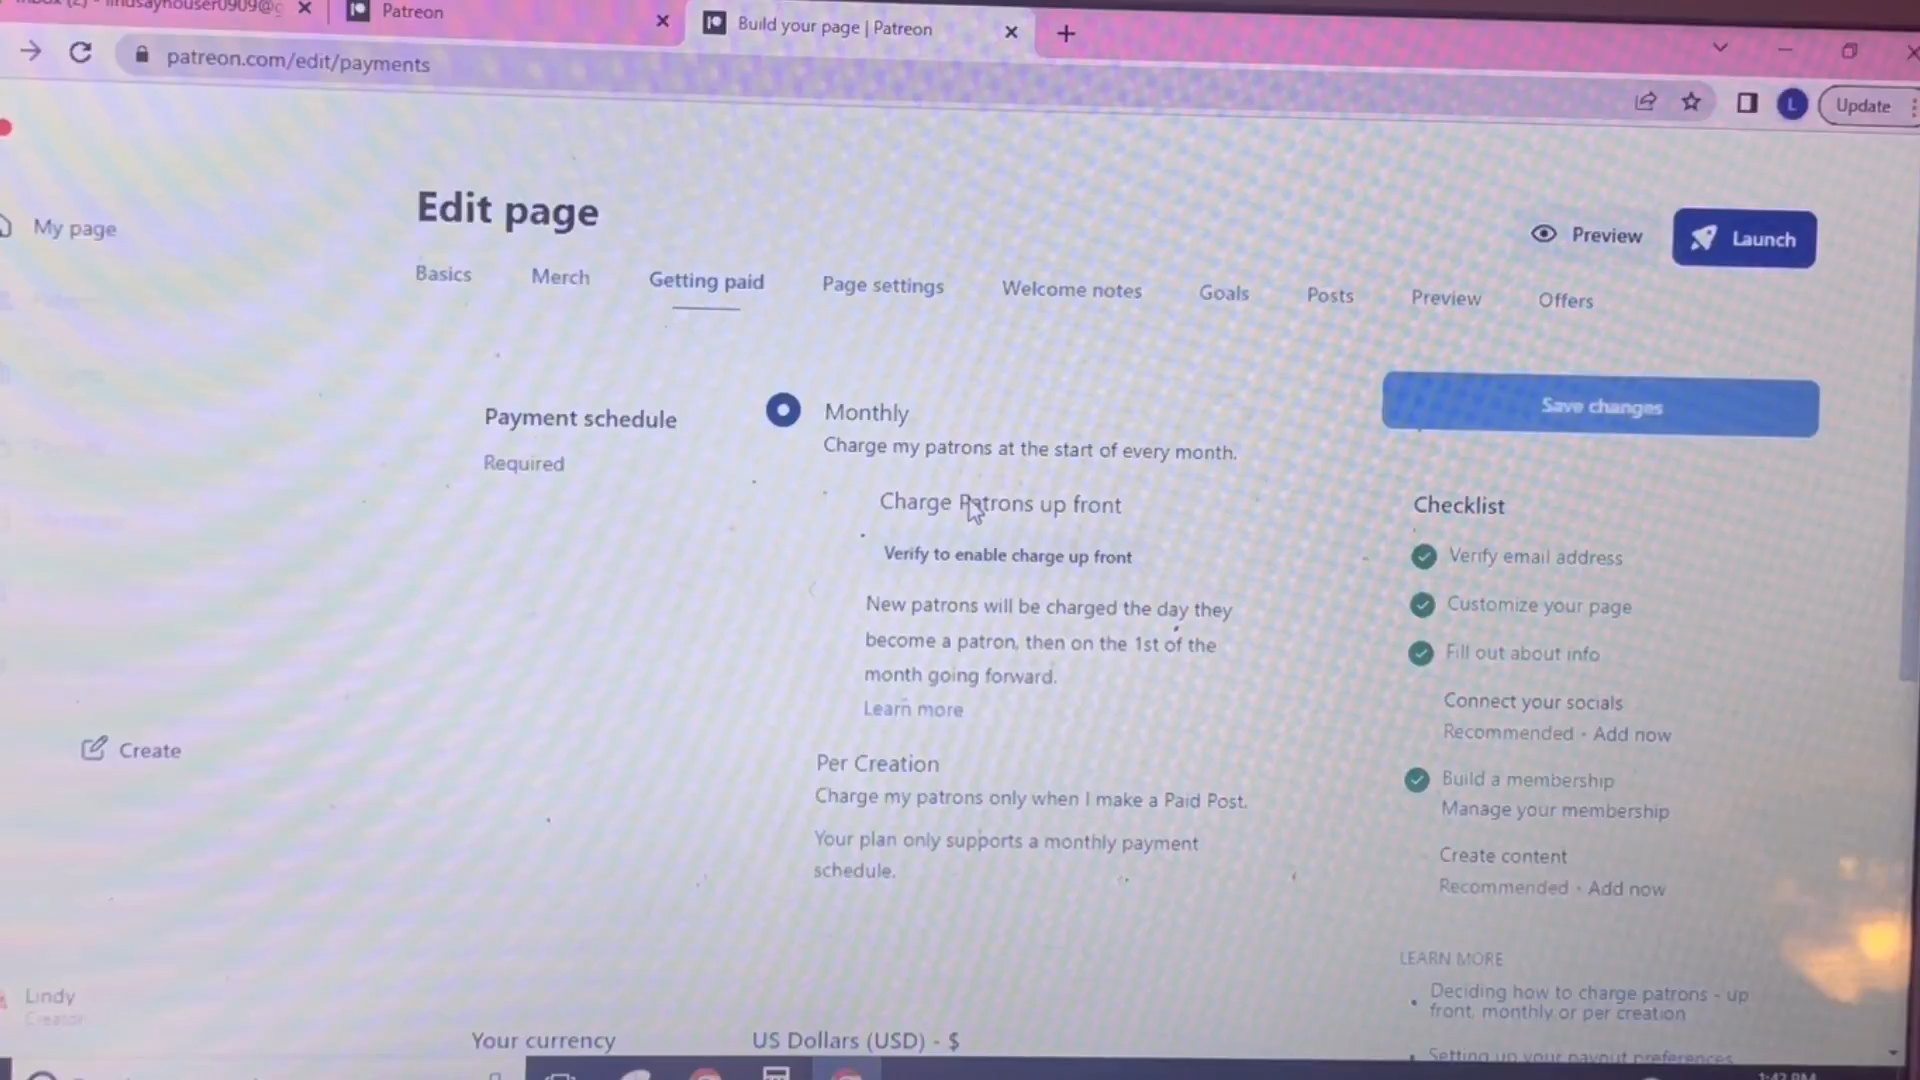 Patreon
Build your page | Patreon
patreon.com/edit/payments
L
Update
My page
Edit page
Preview
Launch
Basics
Merch
Getting paid
Page settings
Welcome notes
Goals
Posts
Preview
Offers
Payment schedule
Required
Monthly
Charge my patrons at the start of every month.
Charge Patrons up front
Verify to enable charge up front
New patrons will be charged the day they
become a patron, then on the 1st of the
month going forward.
Learn more
Per Creation
Charge my patrons only when I make a Paid Post.
Your plan only supports a monthly payment
schedule.
Save changes
Checklist
Verify email address
Customize your page
Fill out about info
Connect your socials
Recommended - Add now
Build a membership
Manage your membership
Create content
Recommended - Add now
LEARN MORE
Deciding how to charge patrons - up
front, monthly or per creation
Setting up your payout preferences
Create
Lindy
Creator
Your currency
US Dollars (USD) - $